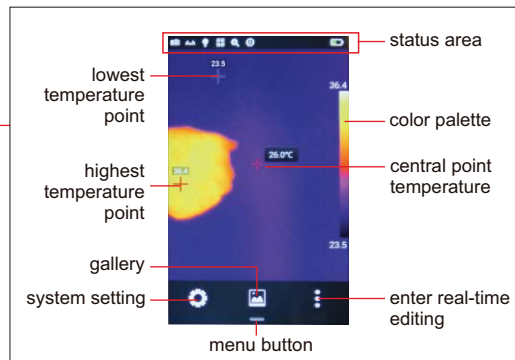 status area
23.5
lowest
temperature
point
36.4
color palette
26.0°C
central point
temperature
highest
temperature
point
23.5
gallery
system setting
enter real-time
editing
menu button